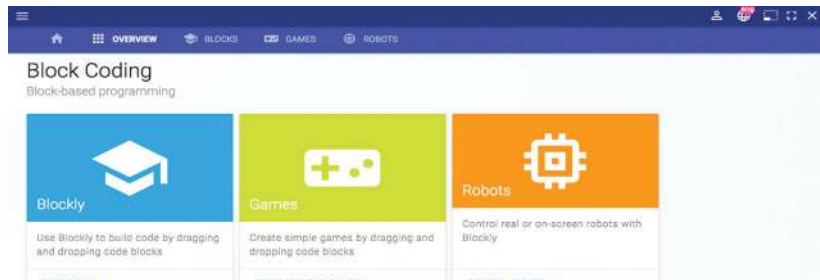 OVERVIEW BLOCKS GAMES ROBOTS
Block Coding
Block-based programming
Blockly
Games
Robots
Use Blockly to build code by dragging
and dropping code blocks
Create simple games by dragging and
dropping code blocks
Control real or on-screen robots with
Blockly